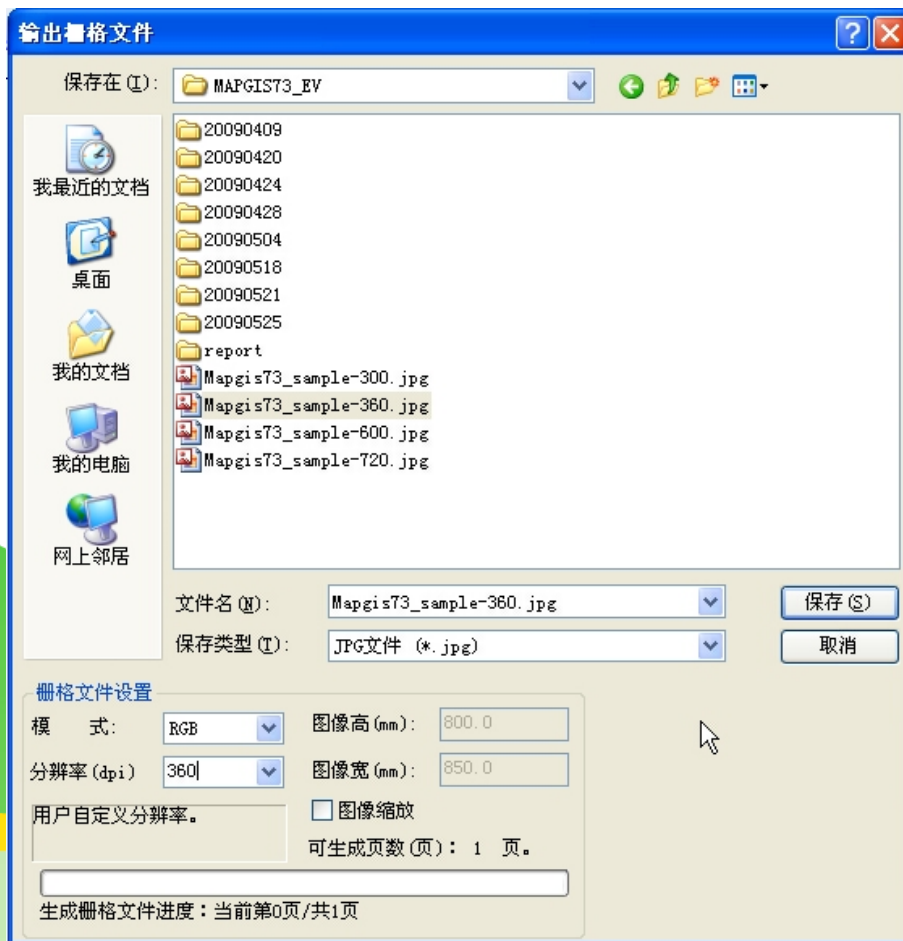 输出栅格文件
保存在(I):
MAPGIS73_EV
我最近的文档
桌面
我的文档
我的电脑
网上邻居
20090409
20090420
20090424
20090428
20090504
20090518
20090521
20090525
report
Mapgis73_sample-300.jpg
Mapgis73_sample-360.jpg
Mapgis73_sample-600.jpg
Mapgis73_sample-720.jpg
文件名(N): Mapgis73_sample-360.jpg 保存(S)
保存类型(T): JPG文件 (*.jpg) 取消
栅格文件设置
模 式: RGB 图像高(mm): 800.0
分辨率(dpi) 360 图像宽(mm): 850.0
用户自定义分辨率。
图像缩放
可生成页数(页): 1 页。
生成栅格文件进度:当前第0页/共1页